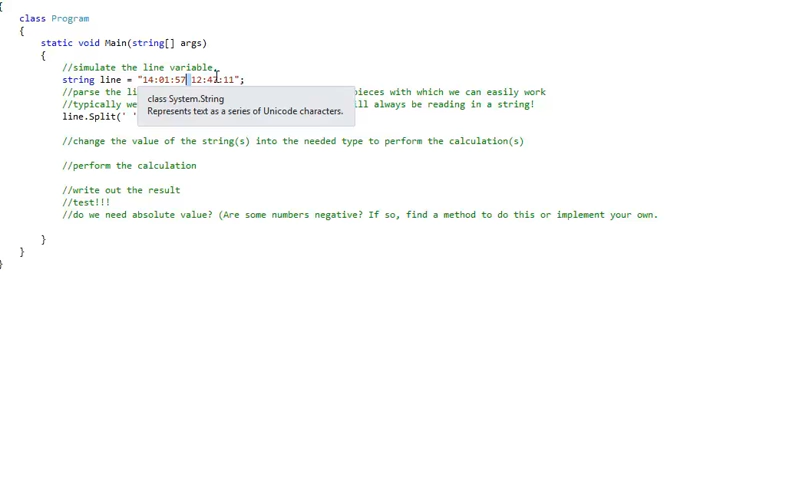 {
class Program
{
static void Main(string[] args)
{
//simulate the line variable.
string line = "14:01:57 12:47:11";
//parse the li ieces with which we can easily work
//typically we ll always be reading in a string!
line.Split(' '
class System.String
Represents text as a series of Unicode characters.
//change the value of the string(s) into the needed type to perform the calculation(s)
//perform the calculation
//write out the result
//test!!!
//do we need absolute value? (Are some numbers negative? If so, find a method to do this or implement your own.
}
}
}